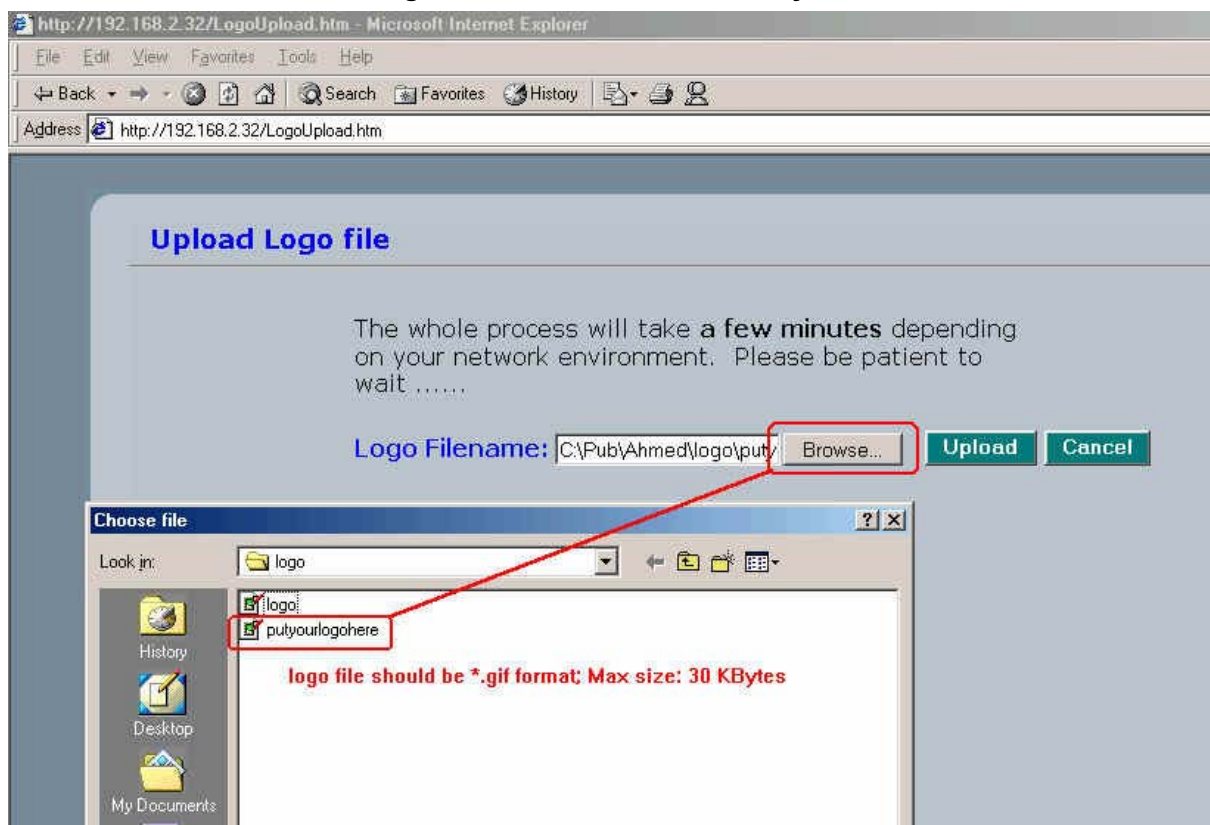 http://192.168.2.32/LogoUpload.htm - Microsoft Internet Explorer
File Edit View Favorites Tools Help
Back Search Favorites History
Address http://192.168.2.32/LogoUpload.htm
Upload Logo file
The whole process will take a few minutes depending
on your network environment. Please be patient to
wait ......
Logo Filename: C:\Pub\Ahmed\logo\puty Browse... Upload Cancel
Choose file
Look in: logo
logo
putyourlogohere
History
logo file should be *.gif format; Max size: 30 KBytes
Desktop
My Documents